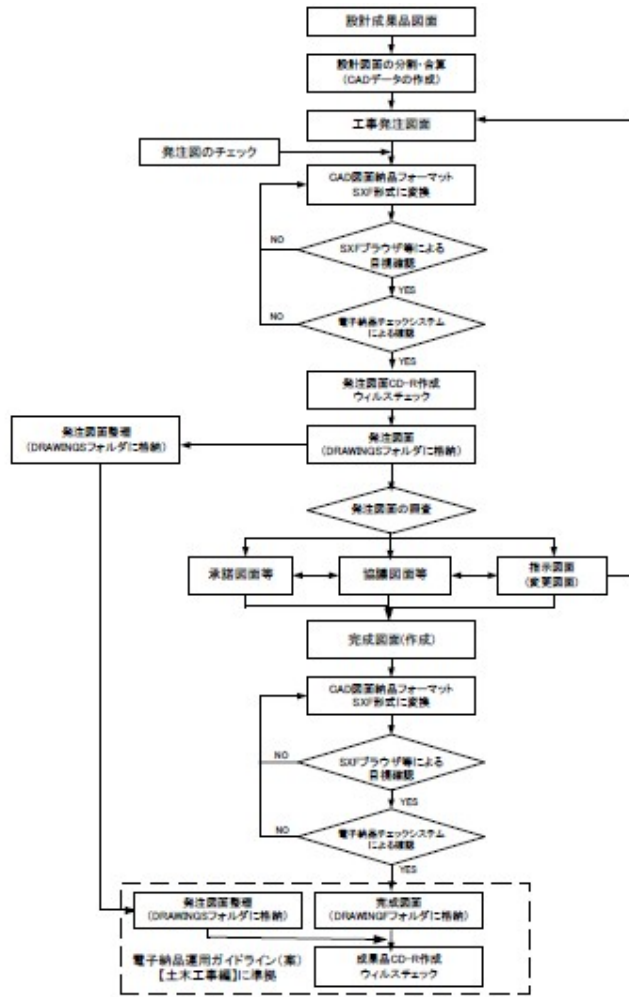 設計成果品図面
設計図面の分割・合算
(CADデータの作成)
工事発注図面
発注図のチェック
CAD図面納品フォーマット
SXF形式に変換
NO
SXFブラウザ等による
目視確認
YES
NO
電子納品チェックシステム
による確認
YES
発注図面CD-R作成
ウィルスチェック
発注図面整理
(DRAWINGSフォルダに格納)
発注図面
(DRAWINGSフォルダに格納)
発注図面の照査
承諾図面等
協議図面等
指示図面
(変更図面)
完成図面(作成)
CAD図面納品フォーマット
SXF形式に変換
NO
SXFブラウザ等による
目視確認
YES
NO
電子納品チェックシステム
による確認
YES
発注図面整理
(DRAWINGSフォルダに格納)
完成図面
(DRAWINGFフォルダに格納)
電子納品運用ガイドライン(案)
【土木工事編】に準拠
成果品CD-R作成
ウィルスチェック